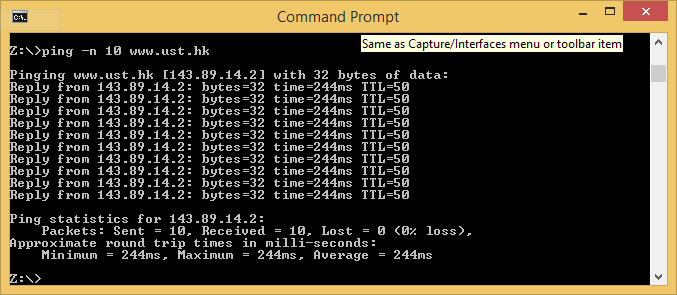 Command Prompt
Same as Capture/Interfaces menu or toolbar item
Z:\>ping -n 10 www.ust.hk
Pinging www.ust.hk [143.89.14.2] with 32 bytes of data:
Reply from 143.89.14.2: bytes=32 time=244ms TTL=50
Reply from 143.89.14.2: bytes=32 time=244ms TTL=50
Reply from 143.89.14.2: bytes=32 time=244ms TTL=50
Reply from 143.89.14.2: bytes=32 time=244ms TTL=50
Reply from 143.89.14.2: bytes=32 time=244ms TTL=50
Reply from 143.89.14.2: bytes=32 time=244ms TTL=50
Reply from 143.89.14.2: bytes=32 time=244ms TTL=50
Reply from 143.89.14.2: bytes=32 time=244ms TTL=50
Reply from 143.89.14.2: bytes=32 time=244ms TTL=50
Reply from 143.89.14.2: bytes=32 time=244ms TTL=50
Ping statistics for 143.89.14.2:
Packets: Sent = 10, Received = 10, Lost = 0 (0% loss),
Approximate round trip times in milli-seconds:
Minimum = 244ms, Maximum = 244ms, Average = 244ms
Z:\>